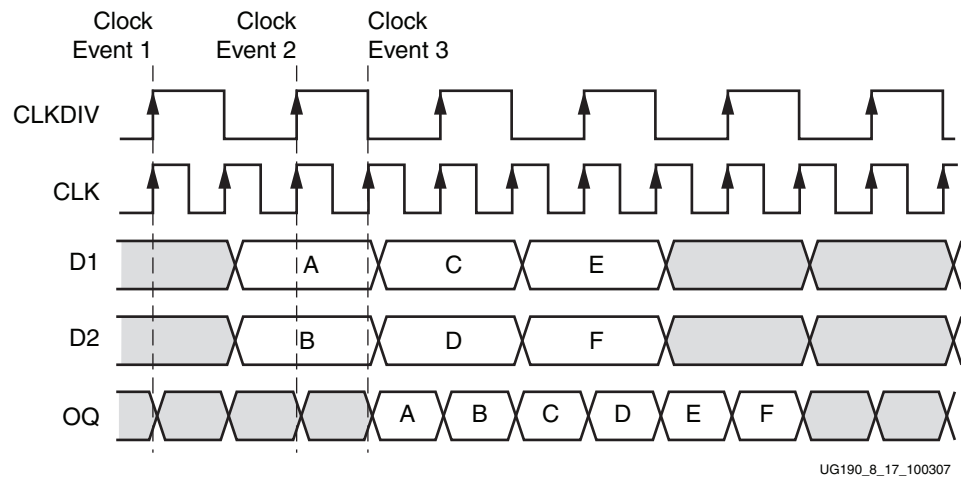 Clock Event 1
Clock Event 2
Clock Event 3
CLKDIV
CLK
D1 A C E
D2 B D F
OQ A B C D E F
UG190_8_17_100307